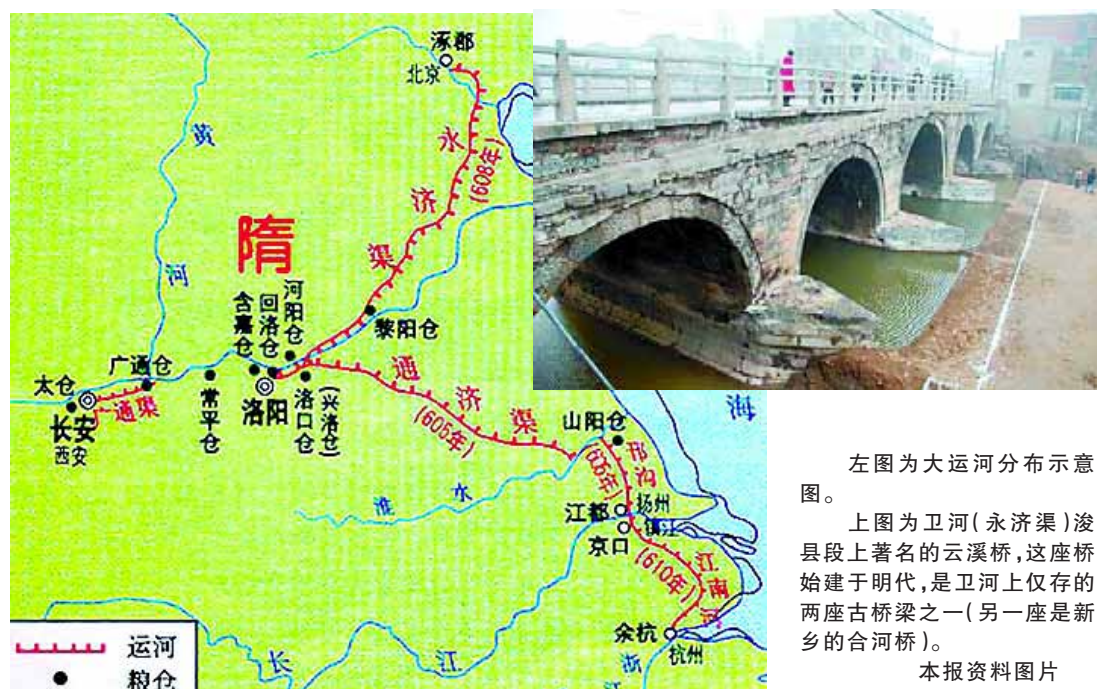 涿郡
北京
黄
河
永
济
渠
(608年)
隋
河阳仓
回洛仓
含嘉仓
黎阳仓
广通仓
太仓
长安
西安
通渠
常平仓
洛阳
洛口仓
(兴洛仓)
通
济
渠
(605年)
山阳仓
邗沟
(605年)
淮水
海
江都
扬州
镇江
京口
(610年)
江南河
余杭
杭州
浙
江
长
江
运河
粮仓
左图为大运河分布示意
图。
上图为卫河(永济渠)浚
县段上著名的云溪桥,这座桥
始建于明代,是卫河上仅存的
两座古桥梁之一(另一座是新
乡的合河桥)。
本报资料图片